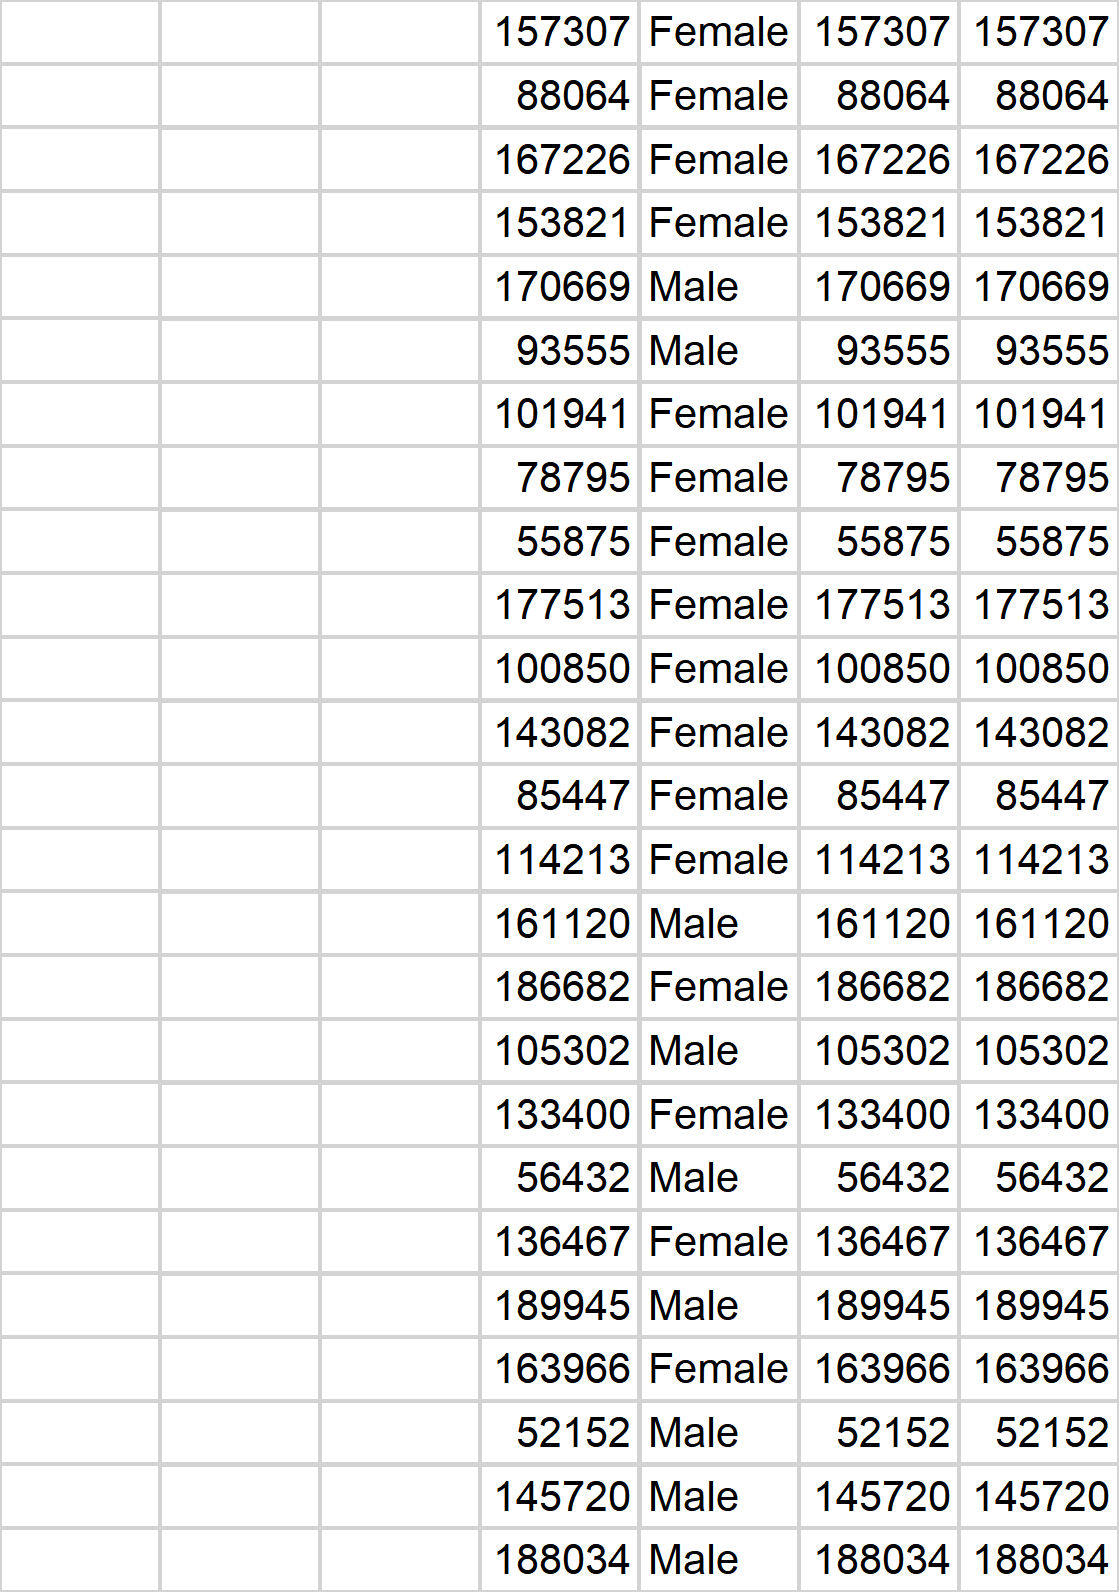 157307 Female 157307 157307
88064 Female 88064 88064
167226 Female 167226 167226
153821 Female 153821 153821
170669 Male 170669 170669
93555 Male 93555 93555
101941 Female 101941 101941
78795 Female 78795 78795
55875 Female 55875 55875
177513 Female 177513 177513
100850 Female 100850 100850
143082 Female 143082 143082
85447 Female 85447 85447
114213 Female 114213 114213
161120 Male 161120 161120
186682 Female 186682 186682
105302 Male 105302 105302
133400 Female 133400 133400
56432 Male 56432 56432
136467 Female 136467 136467
189945 Male 189945 189945
163966 Female 163966 163966
52152 Male 52152 52152
145720 Male 145720 145720
188034 Male 188034 188034